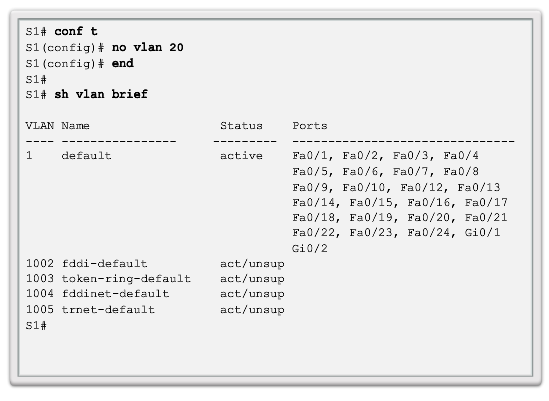 S1# conf t
S1(config)# no vlan 20
S1(config)# end
S1#
S1# sh vlan brief
VLAN Name Status Ports
---- ---------------- --------- -------------------------------
1 default active Fa0/1, Fa0/2, Fa0/3, Fa0/4
Fa0/5, Fa0/6, Fa0/7, Fa0/8
Fa0/9, Fa0/10, Fa0/12, Fa0/13
Fa0/14, Fa0/15, Fa0/16, Fa0/17
Fa0/18, Fa0/19, Fa0/20, Fa0/21
Fa0/22, Fa0/23, Fa0/24, Gi0/1
Gi0/2
1002 fddi-default act/unsup
1003 token-ring-default act/unsup
1004 fddinet-default act/unsup
1005 trnet-default act/unsup
S1#